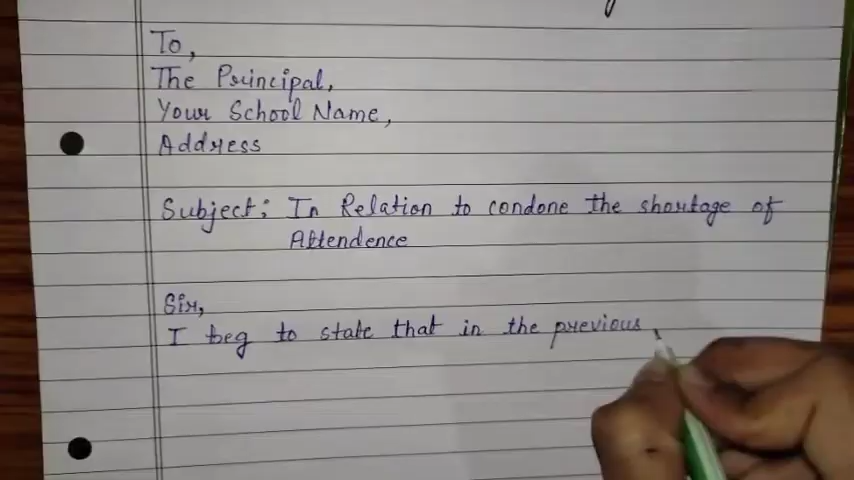 To,
The Principal,
Your School Name,
Address
Subject: In Relation to condone the shortage of
Attendence
Sir,
I beg to state that in the previous